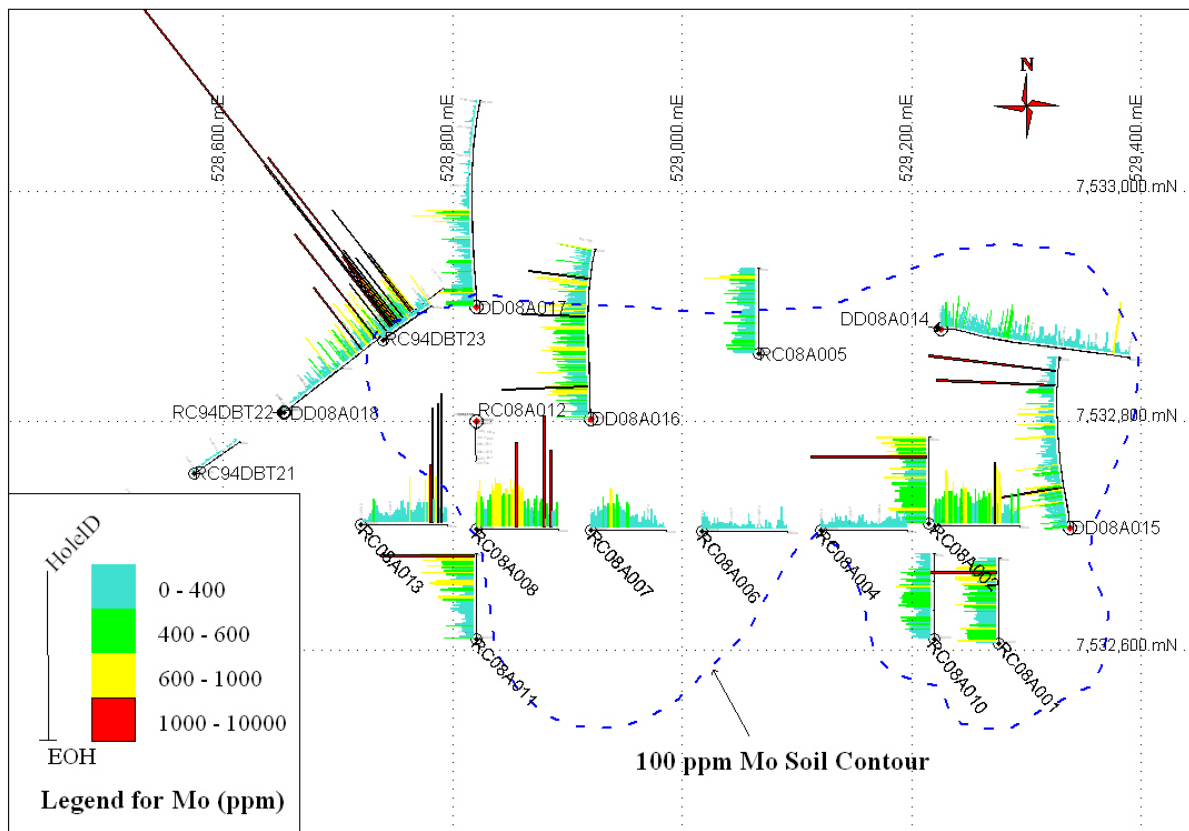 N
528,600 mE
528,800 mE
529,000 mE
529,200 mE
529,400 mE
7,533,000 mN
DD08A017
RC94DBT23
RC08A005
DD08A014
RC94DBT22
DD08A018
RC08A012
DD08A016
7,532,800 mN
RC94DBT21
RC08A013
RC08A008
RC08A007
RC08A006
RC08A004
RC08A002
DD08A015
RC08A011
RC08A010
RC08A001
7,532,600 mN
100 ppm Mo Soil Contour
HoleID
0 - 400
400 - 600
600 - 1000
1000 - 10000
EOH
Legend for Mo (ppm)